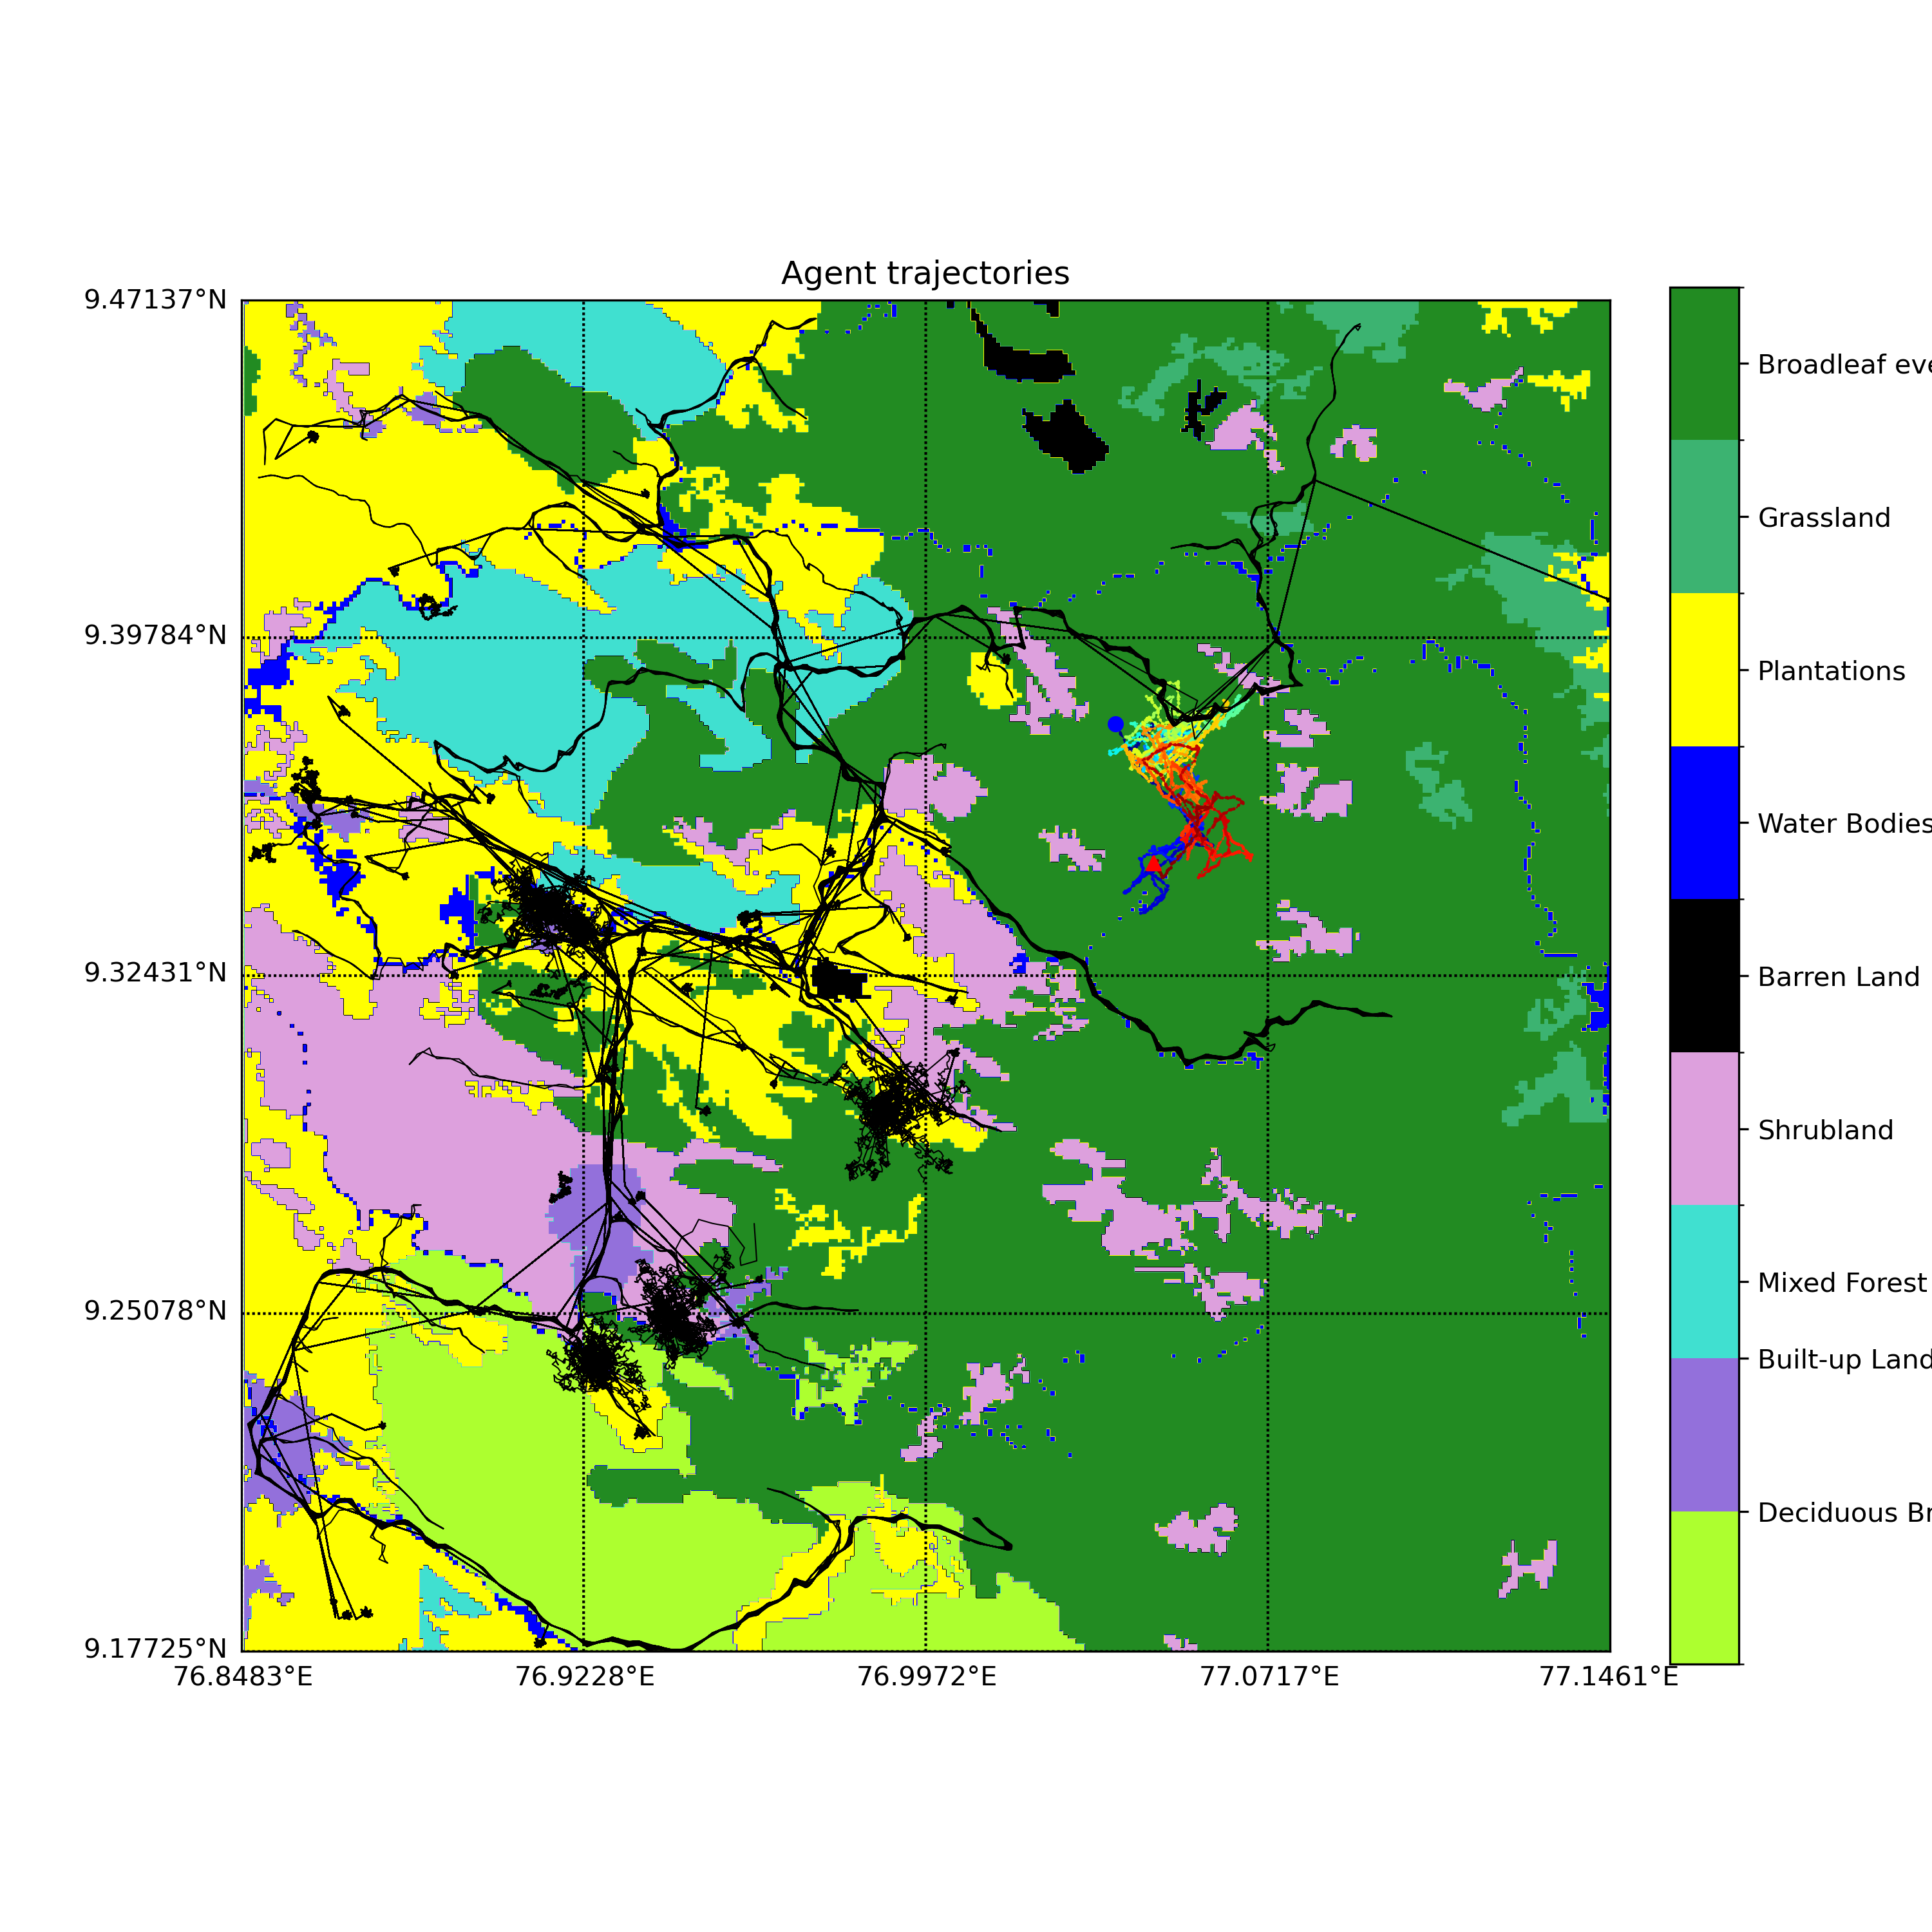 Agent trajectories
9.47137°N
9.39784°N
9.32431°N
9.25078°N
9.17725°N
76.8483°E
76.9228°E
76.9972°E
77.0717°E
77.1461°E
Broadleaf eve
Grassland
Plantations
Water Bodies
Barren Land
Shrubland
Mixed Forest
Built-up Land
Deciduous Br